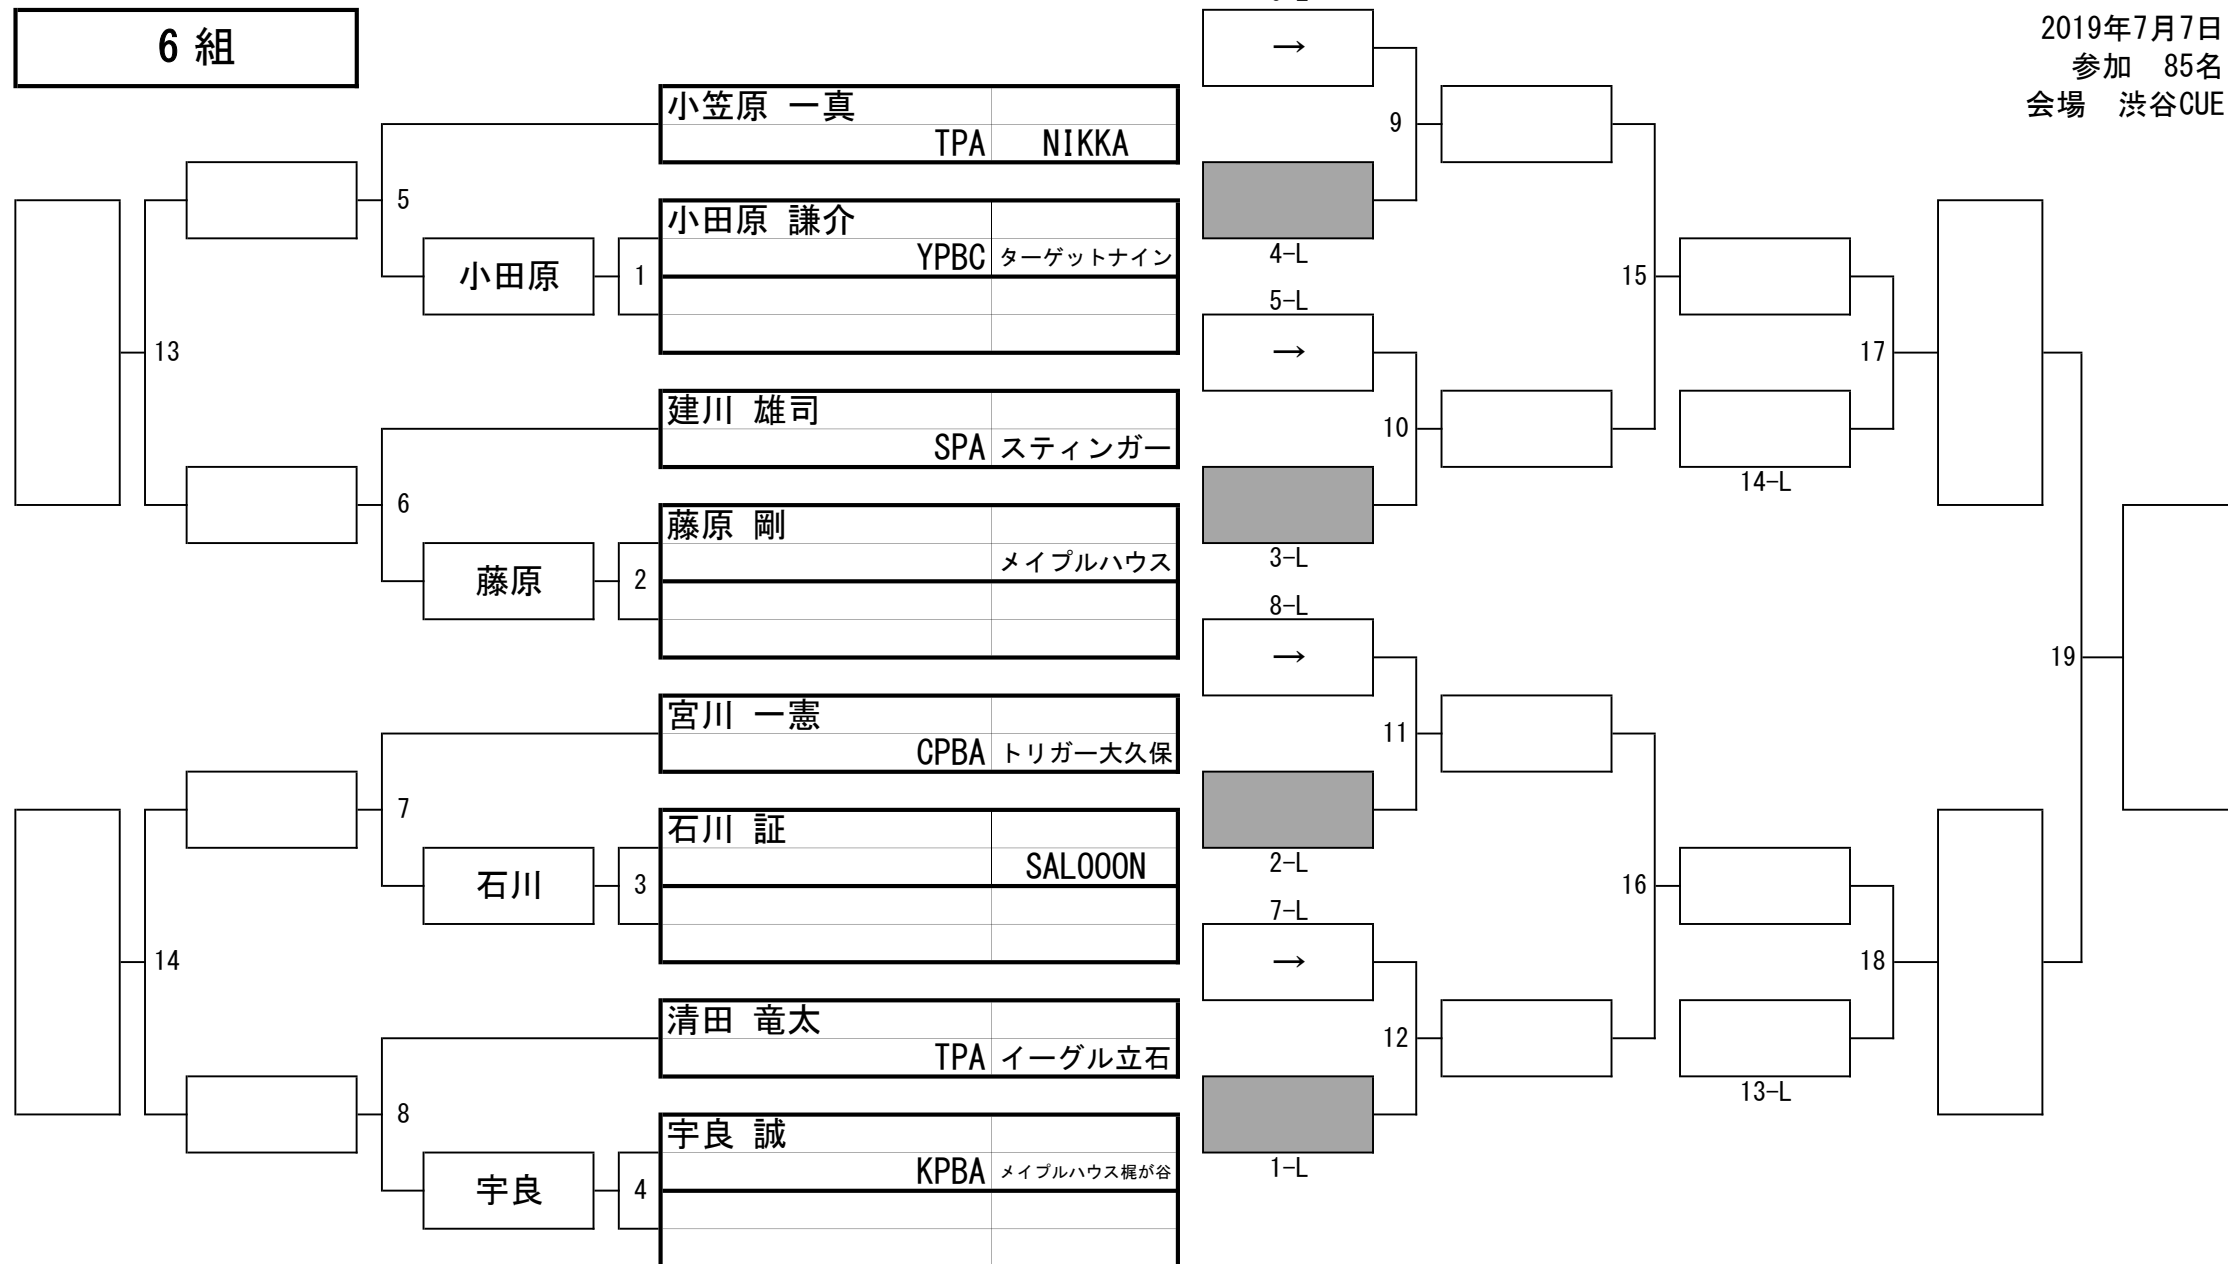 6 組
2019年7月7日
参加　85名
会場　渋谷CUE
小笠原 一真
TPA NIKKA
小田原 謙介
YPBC ターゲットナイン
建川 雄司
SPA スティンガー
藤原 剛
メイプルハウス
宮川 一憲
CPBA トリガー大久保
石川 証
SALOOON
清田 竜太
TPA イーグル立石
宇良 誠
KPBA メイプルハウス梶が谷
13
14
5
6
7
8
小田原
藤原
石川
宇良
1
2
3
4
→
9
4-L
5-L
→
10
3-L
8-L
→
11
2-L
7-L
→
12
1-L
15
16
14-L
13-L
17
18
19